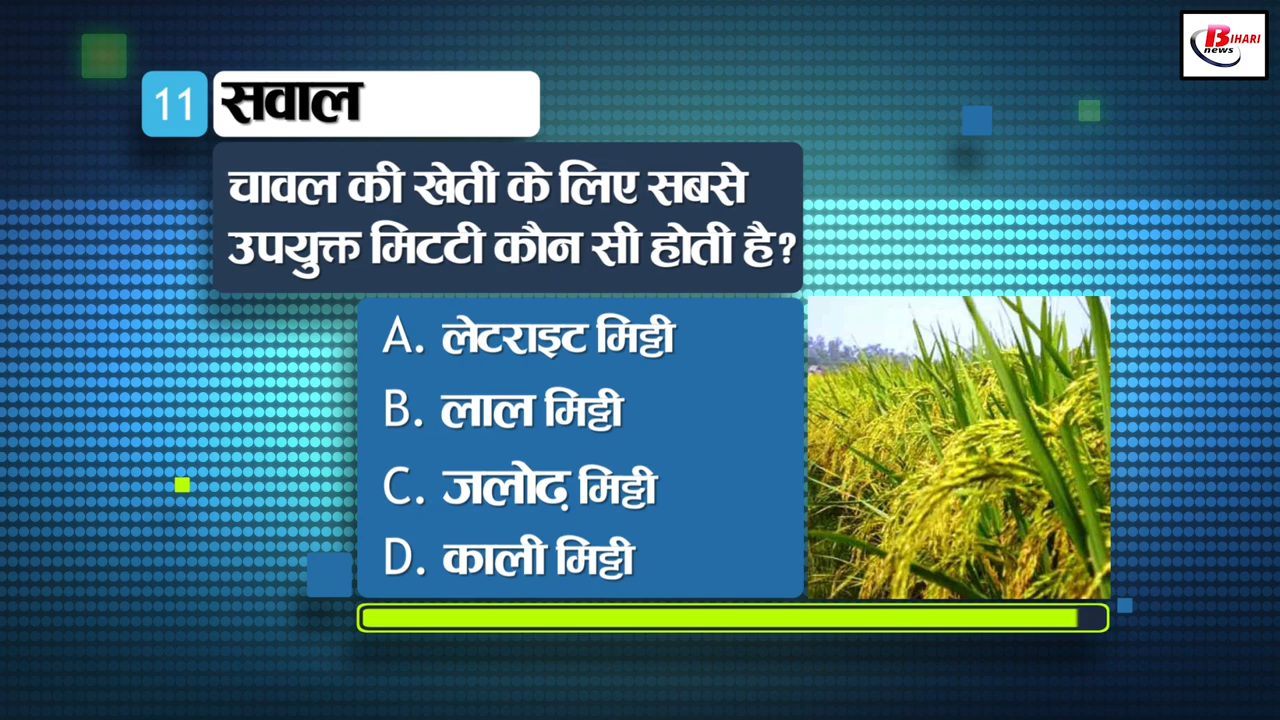 BIHARI
news
11 सवाल
चावल की खेती के लिए सबसे
उपयुक्त मिटटी कौन सी होती है?
A. लेटराइट मिट्टी
B. लाल मिट्टी
C. जलोढ़ मिट्टी
D. काली मिट्टी